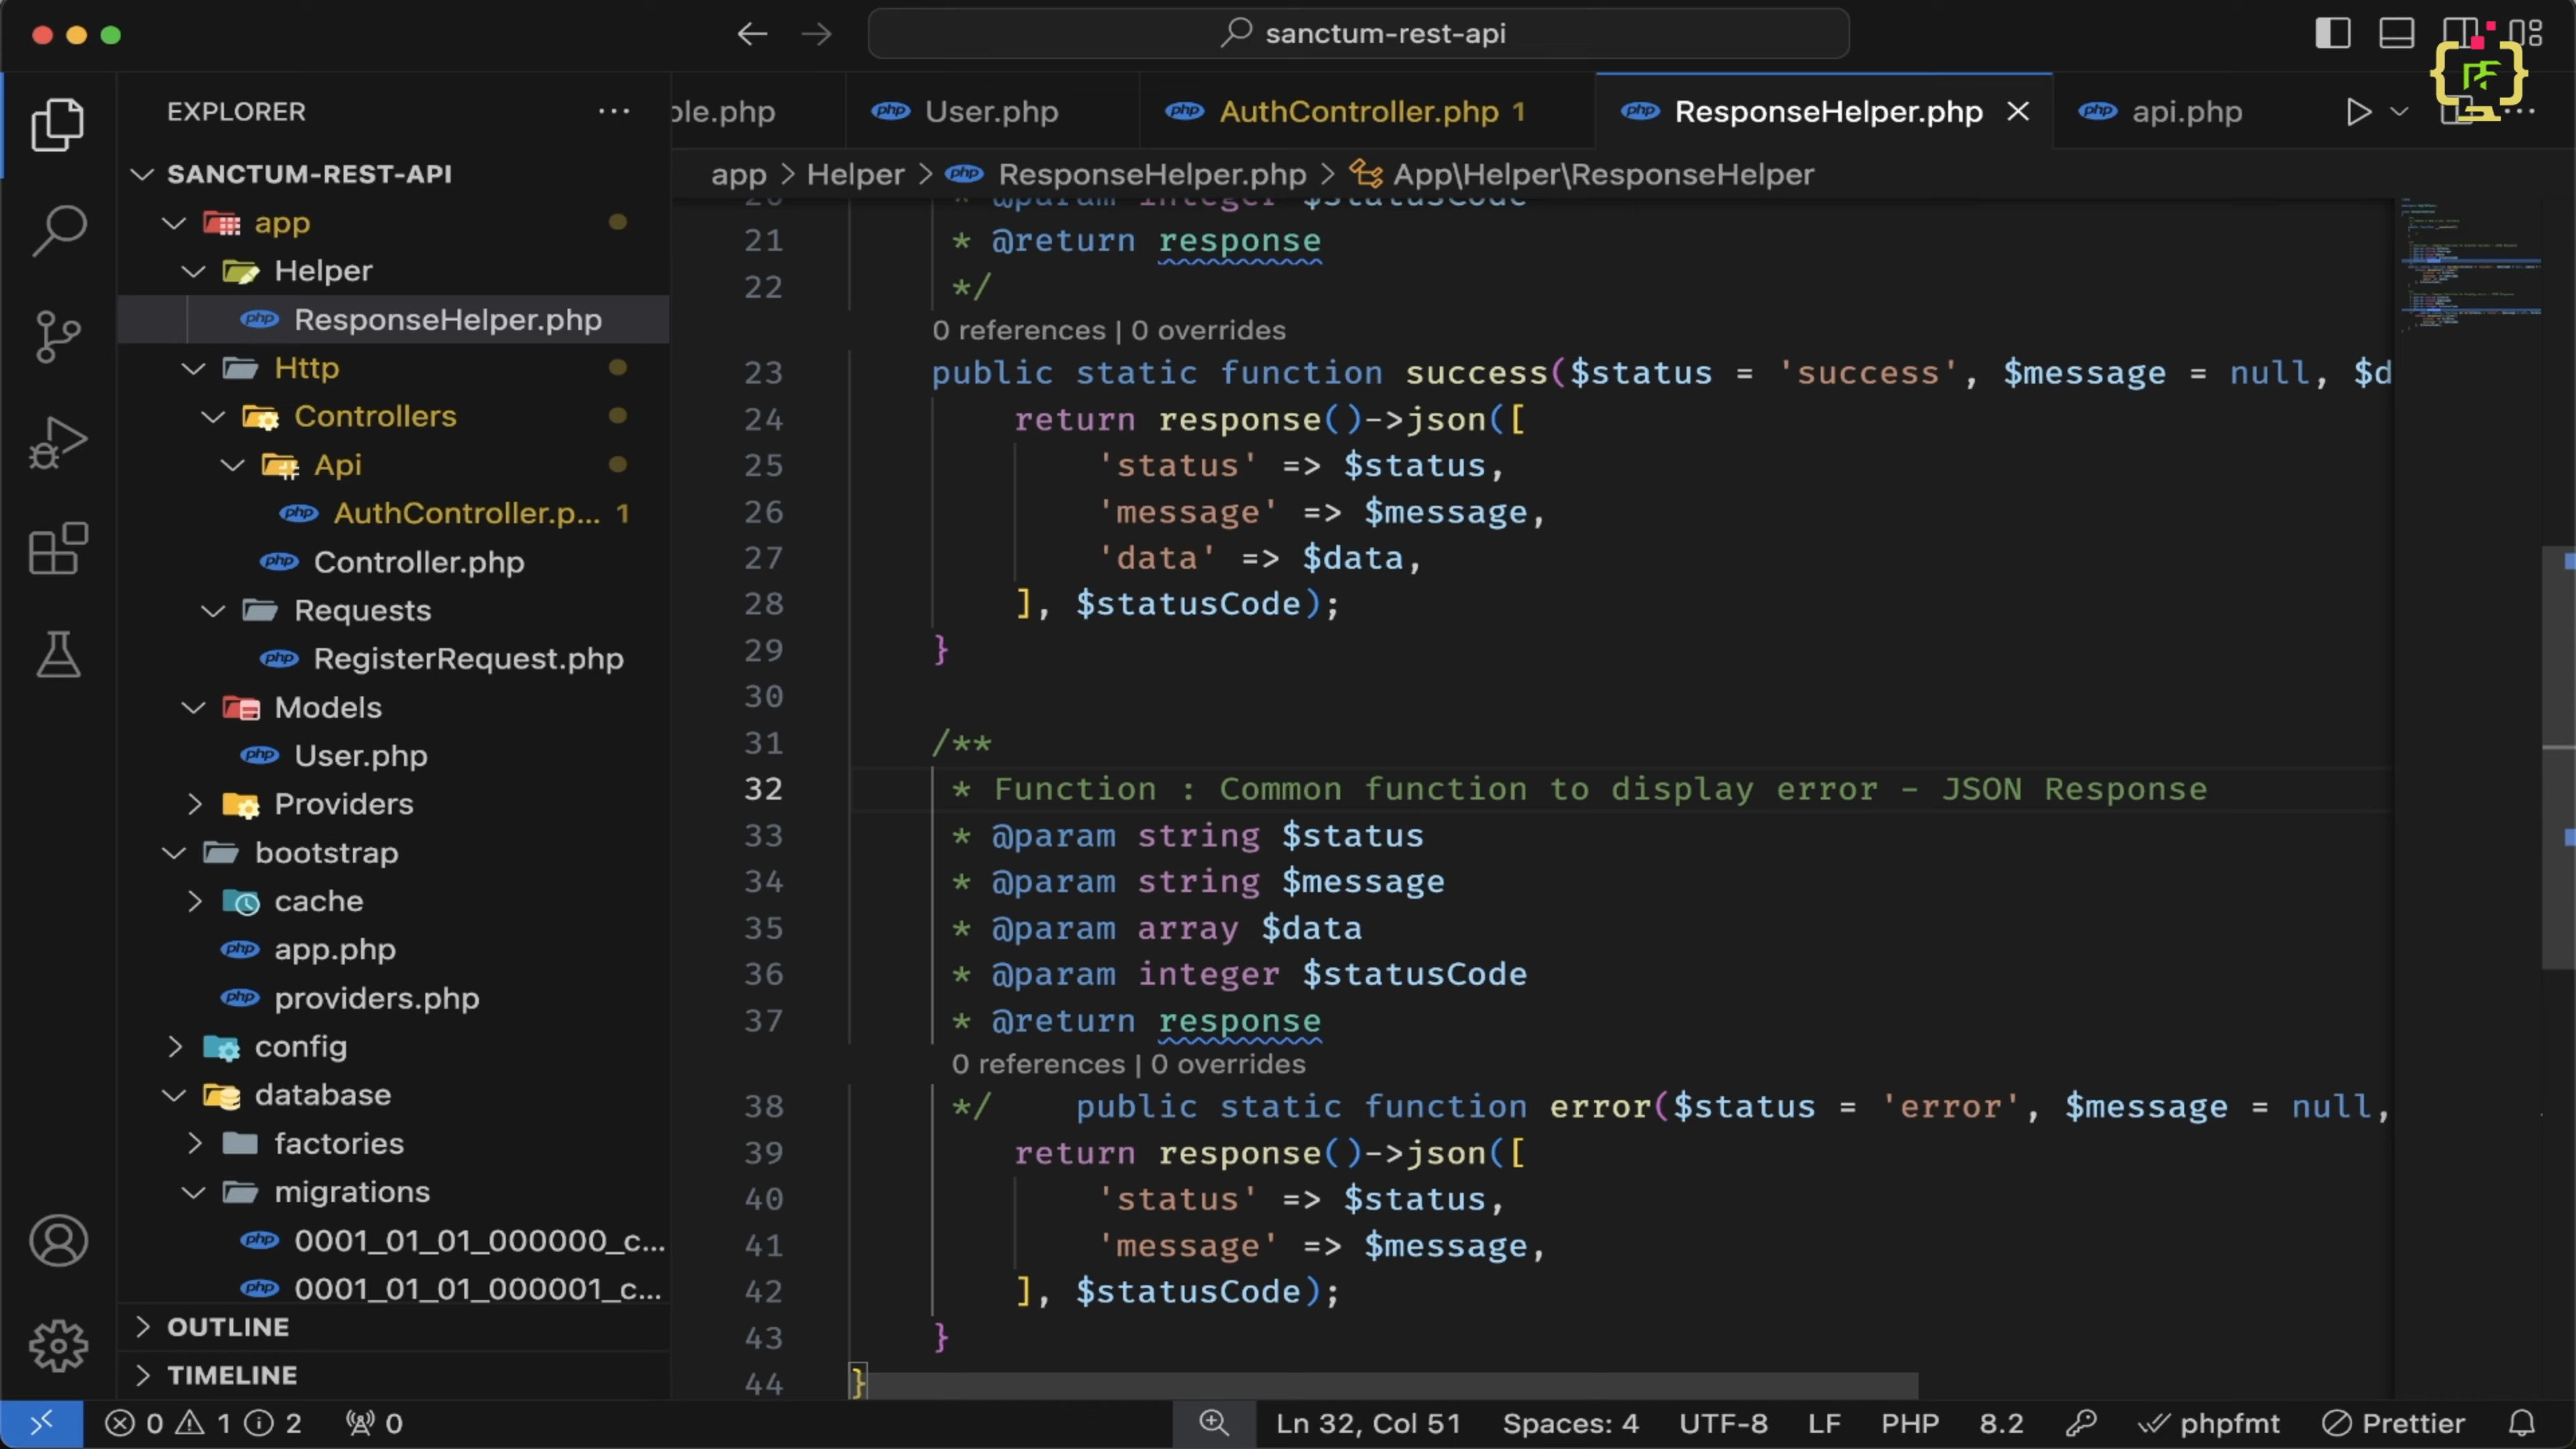 sanctum-rest-api
EXPLORER
ple.php
User.php
AuthController.php 1
ResponseHelper.php
api.php
app > Helper > ResponseHelper.php > App\Helper\ResponseHelper
SANCTUM-REST-API
app
Helper
ResponseHelper.php
Http
Controllers
Api
AuthController.p... 1
Controller.php
Requests
RegisterRequest.php
Models
User.php
Providers
bootstrap
cache
app.php
providers.php
config
database
factories
migrations
0001_01_01_000000_c...
0001_01_01_000001_c...
OUTLINE
TIMELINE
20 * @param integer $statusCode
21 * @return response
22 */
0 references | 0 overrides
23 public static function success($status = 'success', $message = null, $d
24 return response()->json([
25 'status' => $status,
26 'message' => $message,
27 'data' => $data,
28 ], $statusCode);
29 }
30
31 /**
32 * Function : Common function to display error - JSON Response
33 * @param string $status
34 * @param string $message
35 * @param array $data
36 * @param integer $statusCode
37 * @return response
0 references | 0 overrides
38 */ public static function error($status = 'error', $message = null,
39 return response()->json([
40 'status' => $status,
41 'message' => $message,
42 ], $statusCode);
43 }
44 }
0 1 2 0
Ln 32, Col 51 Spaces: 4 UTF-8 LF PHP 8.2 phpfmt Prettier